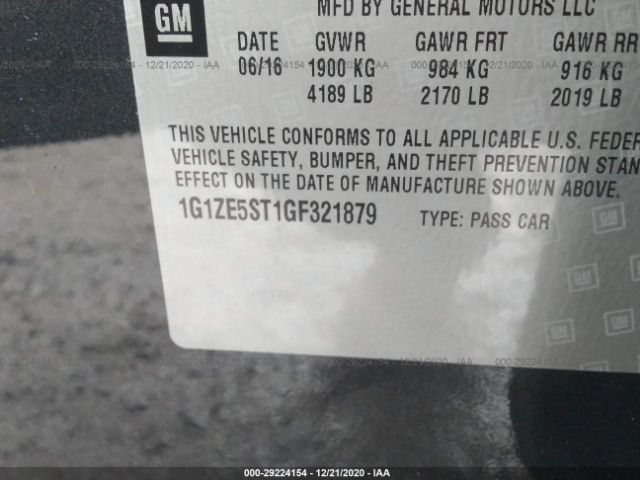 GM
MFD BY GENERAL MOTORS LLC
DATE GVWR GAWR FRT GAWR RR
06/16 1900 KG 984 KG 916 KG
4189 LB 2170 LB 2019 LB
THIS VEHICLE CONFORMS TO ALL APPLICABLE U.S. FEDER
VEHICLE SAFETY, BUMPER, AND THEFT PREVENTION STAN
EFFECT ON THE DATE OF MANUFACTURE SHOWN ABOVE.
1G1ZE5ST1GF321879 TYPE: PASS CAR
000-29224154 - 12/21/2020 - IAA